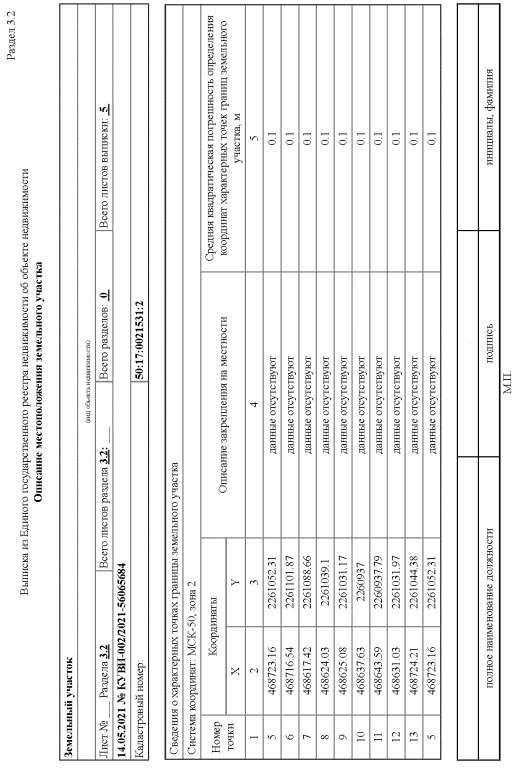 Раздел 3.2
Выписка из Единого государственного реестра недвижимости об объекте недвижимости
Описание местоположения земельного участка
Земельный участок
(вид объекта недвижимости)
Лист № Раздела 3.2 Всего листов раздела 3.2: Всего разделов: 0 Всего листов выписки: 5
14.05.2021 № КУВИ-002/2021-56065684
Кадастровый номер: 50:17:0021531:2
Сведения о характерных точках границы земельного участка
Система координат: МСК-50, зона 2
Номер точки Координаты Описание закрепления на местности Средняя квадратическая погрешность определения координат характерных точек границ земельного участка, м
X Y
1 2 3 4 5
5 468723.16 2261052.31 данные отсутствуют 0.1
6 468716.54 2261101.87 данные отсутствуют 0.1
7 468617.42 2261088.66 данные отсутствуют 0.1
8 468624.03 2261039.1 данные отсутствуют 0.1
9 468625.08 2261031.17 данные отсутствуют 0.1
10 468637.63 2260937 данные отсутствуют 0.1
11 468643.59 2260937.79 данные отсутствуют 0.1
12 468631.03 2261031.97 данные отсутствуют 0.1
13 468724.21 2261044.38 данные отсутствуют 0.1
5 468723.16 2261052.31 данные отсутствуют 0.1
полное наименование должности подпись инициалы, фамилия
М.П.